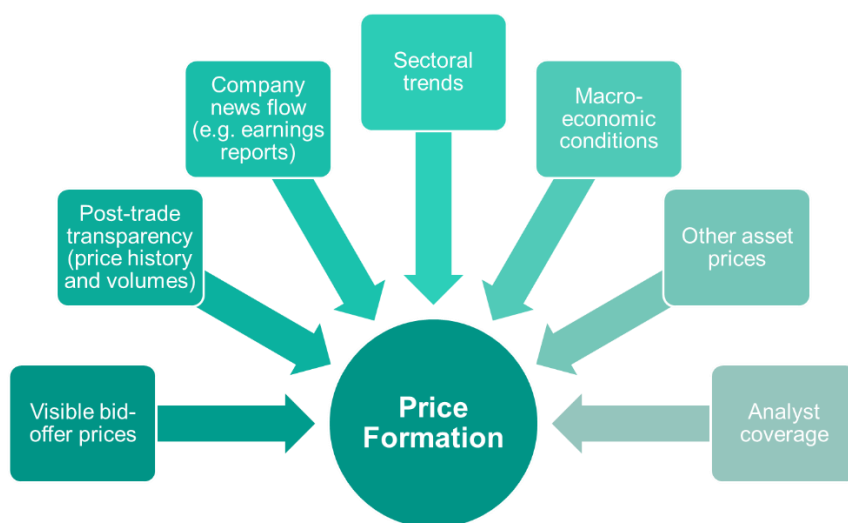 Sectoral
trends
Company
news flow
(e.g. earnings
reports)
Macro-
economic
conditions
Post-trade
transparency
(price history
and volumes)
Other asset
prices
Visible bid-
offer prices
Price
Formation
Analyst
coverage